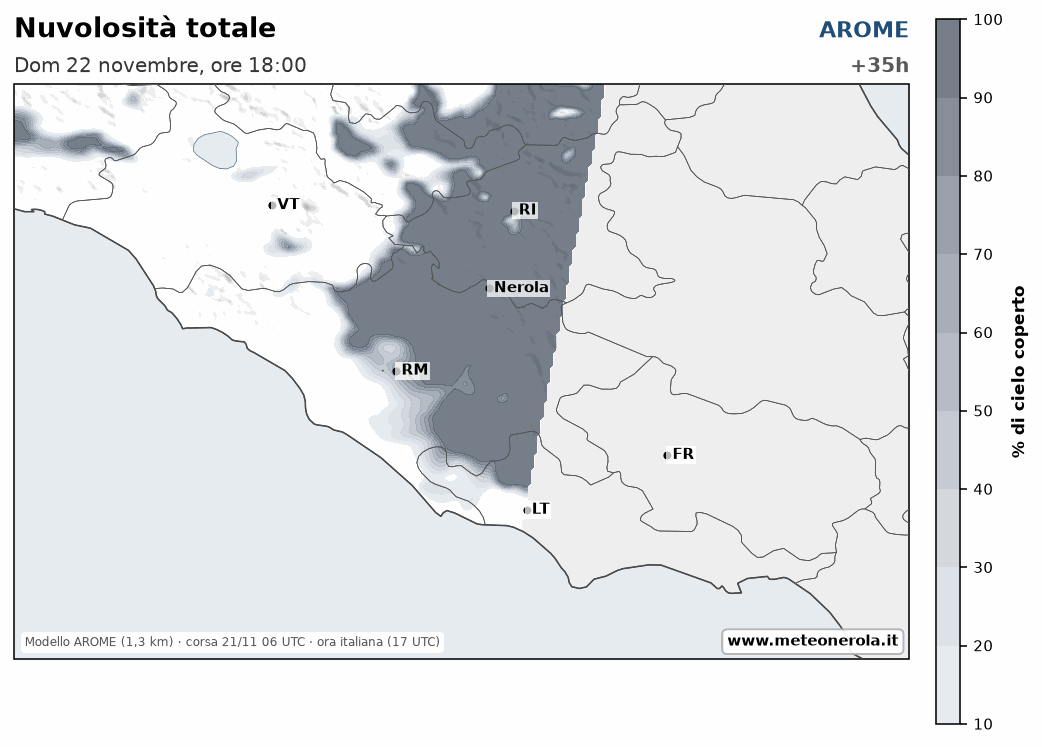 Nuvolosità totale
AROME
Dom 22 novembre, ore 18:00
+35h
100
90
80
70
60
50
40
30
20
10
% di cielo coperto
VT
RI
Nerola
RM
FR
LT
Modello AROME (1,3 km) · corsa 21/11 06 UTC · ora italiana (17 UTC)
www.meteonerola.it